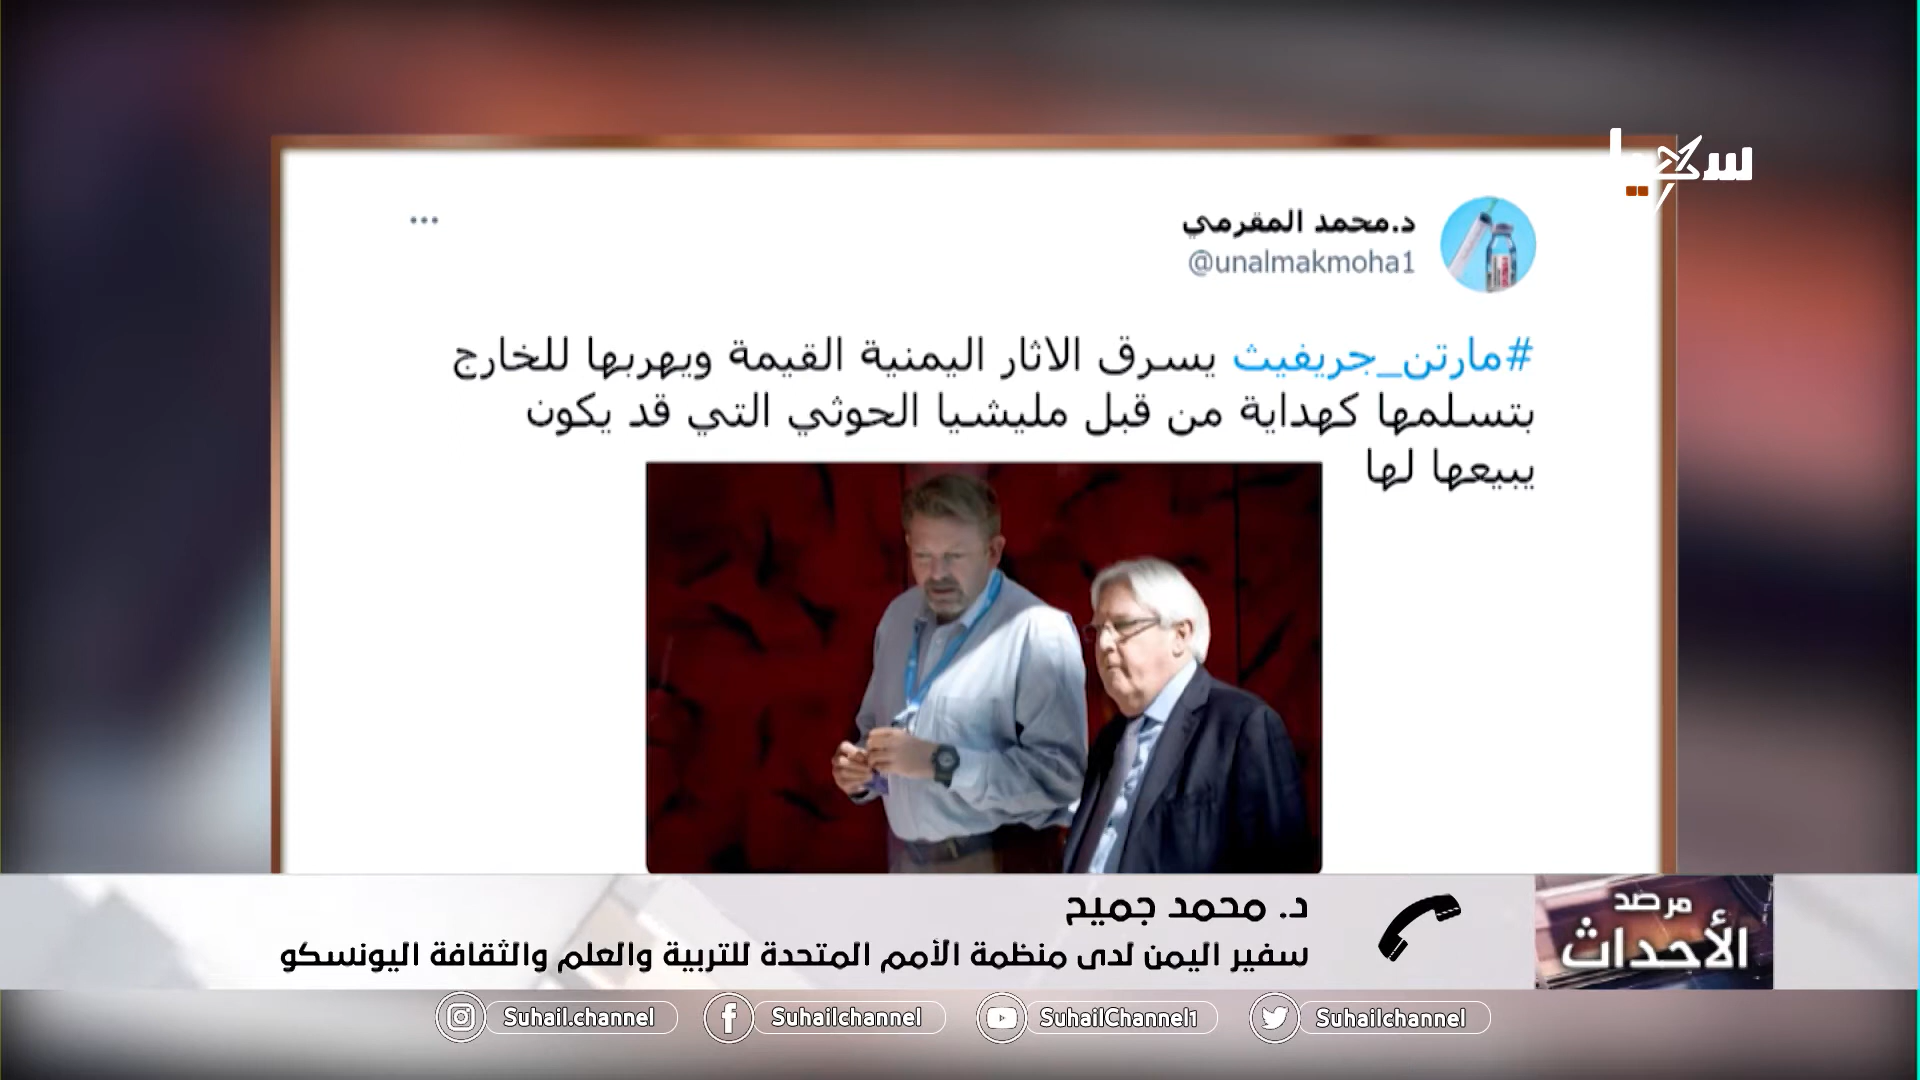 سهيل
د.محمد المقرمي
@unalmakmoha1
#مارتن_جريفيث يسرق الاثار اليمنية القيمة ويهربها للخارج
بتسلمها كهداية من قبل مليشيا الحوثي التي قد يكون
يبيعها لها
د. محمد جميح
سفير اليمن لدى منظمة الأمم المتحدة للتربية والعلم والثقافة اليونسكو
مرصد
الأحداث
Suhail.channel
Suhailchannel
SuhailChannel1
Suhailchannel